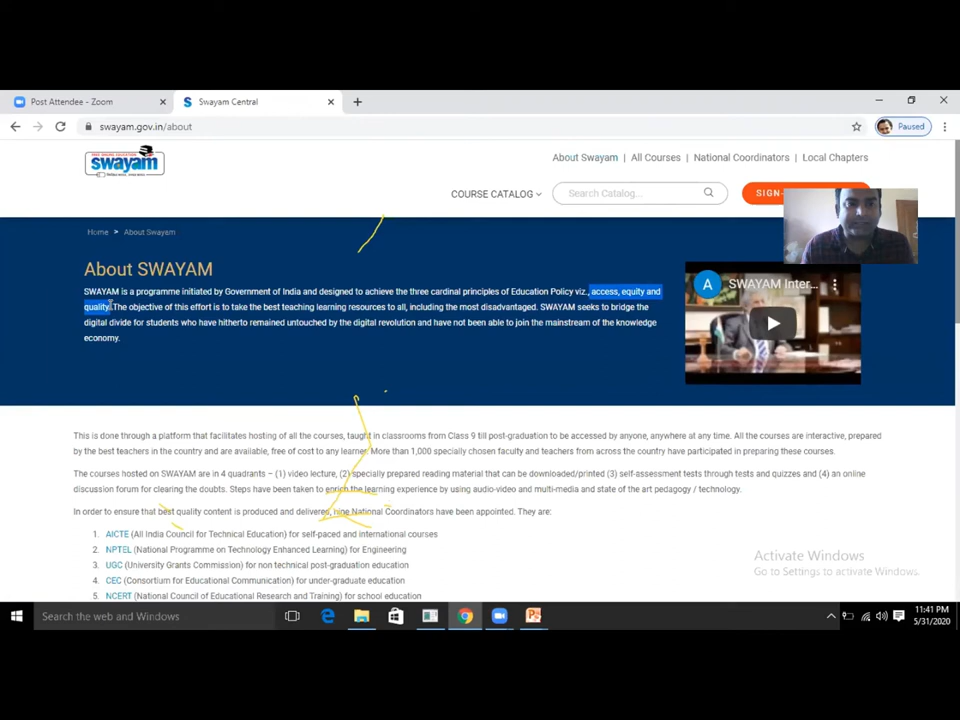 Post Attendee - Zoom
Swayam Central
swayam.gov.in/about
Paused
swayam
About Swayam | All Courses | National Coordinators | Local Chapters
COURSE CATALOG
Search Catalog...
SIGN-
Home > About Swayam
About SWAYAM
SWAYAM is a programme initiated by Government of India and designed to achieve the three cardinal principles of Education Policy viz., access, equity and
quality. The objective of this effort is to take the best teaching learning resources to all, including the most disadvantaged. SWAYAM seeks to bridge the
digital divide for students who have hitherto remained untouched by the digital revolution and have not been able to join the mainstream of the knowledge
economy.
A
SWAYAM Inter...
This is done through a platform that facilitates hosting of all the courses, taught in classrooms from Class 9 till post-graduation to be accessed by anyone, anywhere at any time. All the courses are interactive, prepared
by the best teachers in the country and are available, free of cost to any learner. More than 1,000 specially chosen faculty and teachers from across the country have participated in preparing these courses.
The courses hosted on SWAYAM are in 4 quadrants – (1) video lecture, (2) specially prepared reading material that can be downloaded/printed (3) self-assessment tests through tests and quizzes and (4) an online
discussion forum for clearing the doubts. Steps have been taken to enrich the learning experience by using audio-video and multi-media and state of the art pedagogy / technology.
In order to ensure that best quality content is produced and delivered, nine National Coordinators have been appointed. They are:
1. AICTE (All India Council for Technical Education) for self-paced and international courses
2. NPTEL (National Programme on Technology Enhanced Learning) for Engineering
3. UGC (University Grants Commission) for non technical post-graduation education
4. CEC (Consortium for Educational Communication) for under-graduate education
5. NCERT (National Council of Educational Research and Training) for school education
Activate Windows
Go to Settings to activate Windows.
Search the web and Windows
11:41 PM
5/31/2020